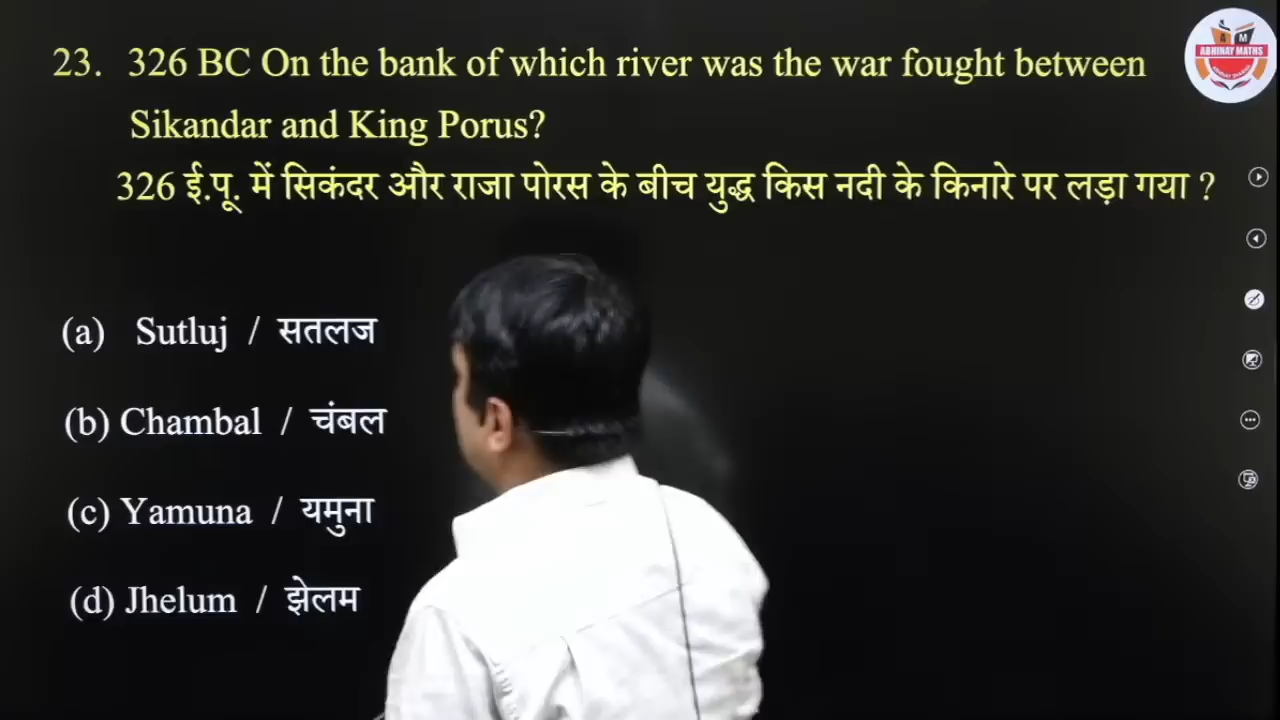 23. 326 BC On the bank of which river was the war fought between
Sikandar and King Porus?
326 ई.पू. में सिकंदर और राजा पोरस के बीच युद्ध किस नदी के किनारे पर लड़ा गया ?
(a) Sutluj / सतलज
(b) Chambal / चंबल
(c) Yamuna / यमुना
(d) Jhelum / झेलम
A M
ABHINAY MATHS